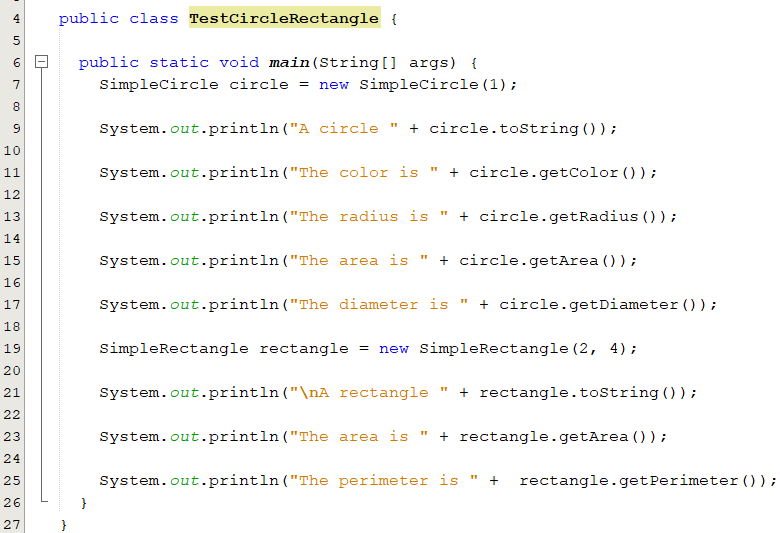 4 public class TestCircleRectangle {
5
6 public static void main(String[] args) {
7 SimpleCircle circle = new SimpleCircle(1);
8
9 System.out.println("A circle " + circle.toString());
10
11 System.out.println("The color is " + circle.getColor());
12
13 System.out.println("The radius is " + circle.getRadius());
14
15 System.out.println("The area is " + circle.getArea());
16
17 System.out.println("The diameter is " + circle.getDiameter());
18
19 SimpleRectangle rectangle = new SimpleRectangle(2, 4);
20
21 System.out.println("\nA rectangle " + rectangle.toString());
22
23 System.out.println("The area is " + rectangle.getArea());
24
25 System.out.println("The perimeter is " +  rectangle.getPerimeter());
26 }
27 }